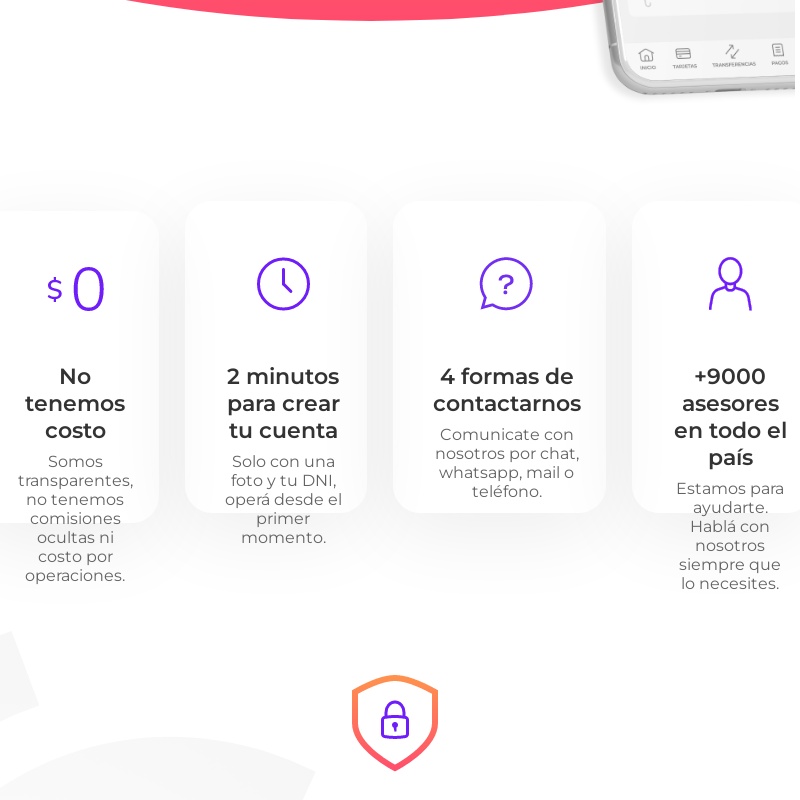 INICIO
TARJETAS
TRANSFERENCIAS
PAGOS
$0
No
tenemos
costo
Somos
transparentes,
no tenemos
comisiones
ocultas ni
costo por
operaciones.
2 minutos
para crear
tu cuenta
Solo con una
foto y tu DNI,
operá desde el
primer
momento.
?
4 formas de
contactarnos
Comunicate con
nosotros por chat,
whatsapp, mail o
teléfono.
+9000
asesores
en todo el
país
Estamos para
ayudarte.
Hablá con
nosotros
siempre que
lo necesites.